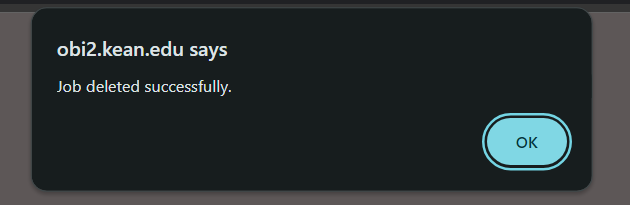 obi2.kean.edu says
Job deleted successfully.
OK